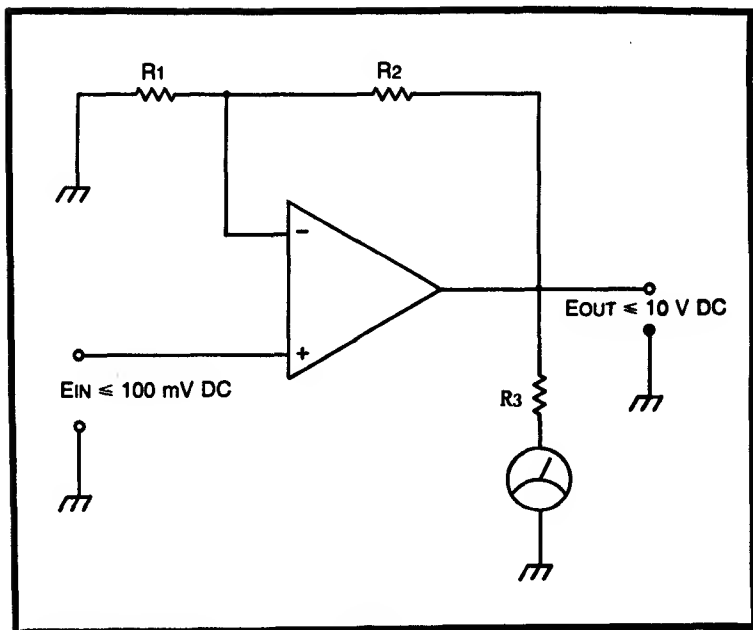 R1
R2
−
+
EIN ⩽ 100 mV DC
EOUT ⩽ 10 V DC
R3